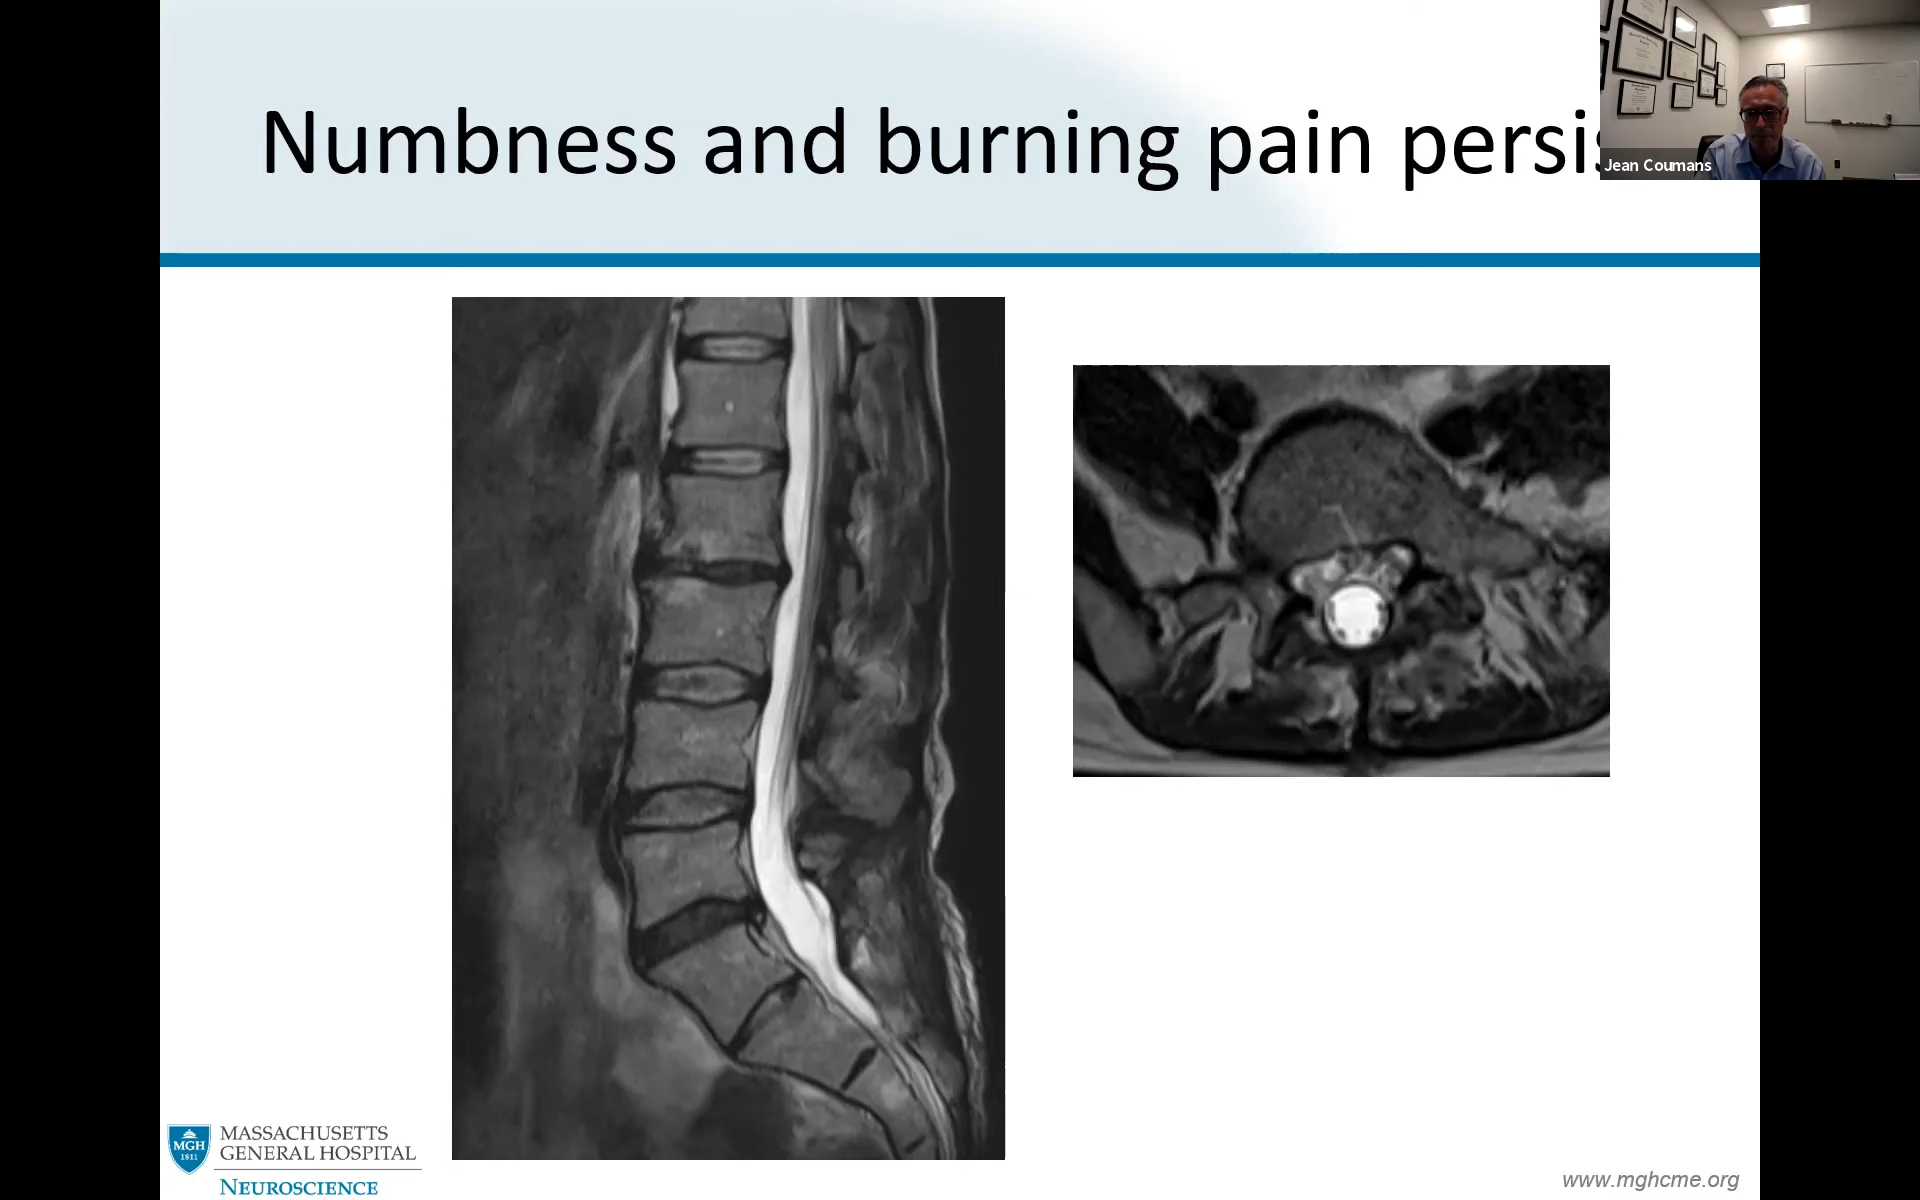 Numbness and burning pain persis
Jean Coumans
MGH
1811
MASSACHUSETTS
GENERAL HOSPITAL
NEUROSCIENCE
www.mghcme.org